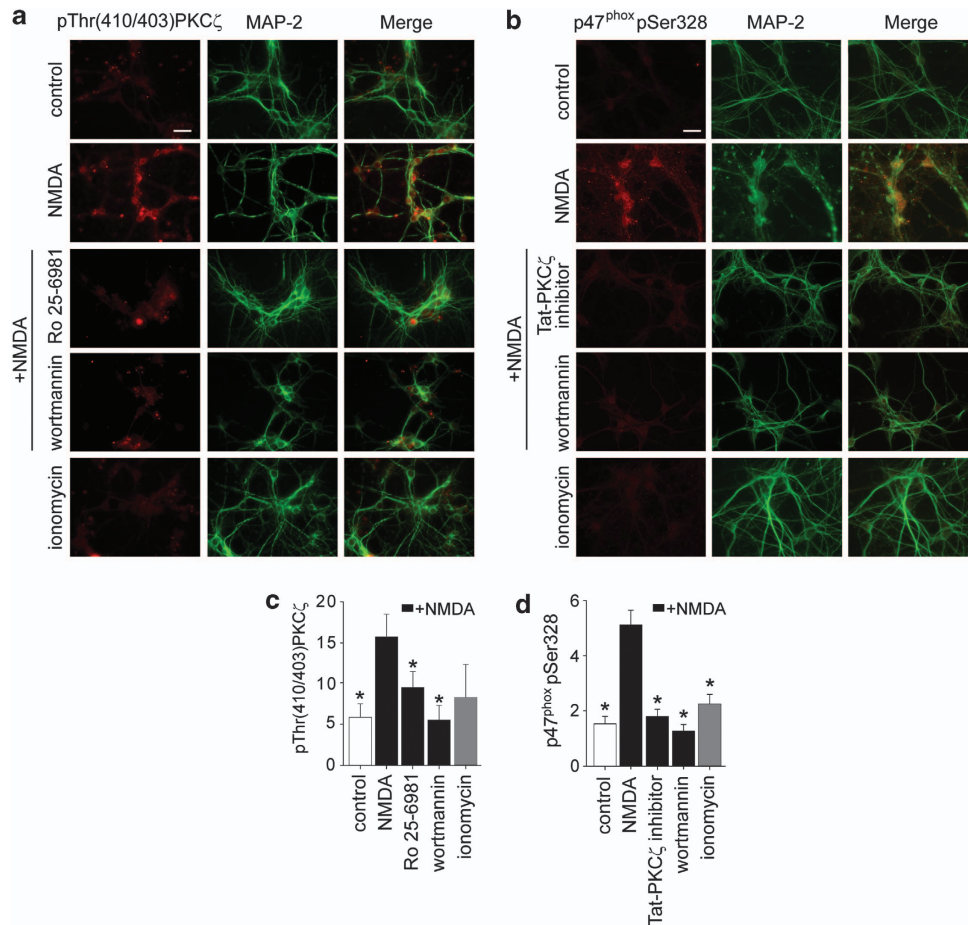 a
pThr(410/403)PKCζ MAP-2 Merge
control
NMDA
+NMDA
Ro 25-6981
wortmannin
ionomycin
b
p47phox pSer328 MAP-2 Merge
control
NMDA
+NMDA
Tat-PKCζ
inhibitor
wortmannin
ionomycin
c
+NMDA
pThr(410/403)PKCζ
20
15
10
5
0
*
*
*
control
NMDA
Ro 25-6981
wortmannin
ionomycin
d
+NMDA
p47phox pSer328
6
4
2
0
*
*
*
*
control
NMDA
Tat-PKCζ inhibitor
wortmannin
ionomycin